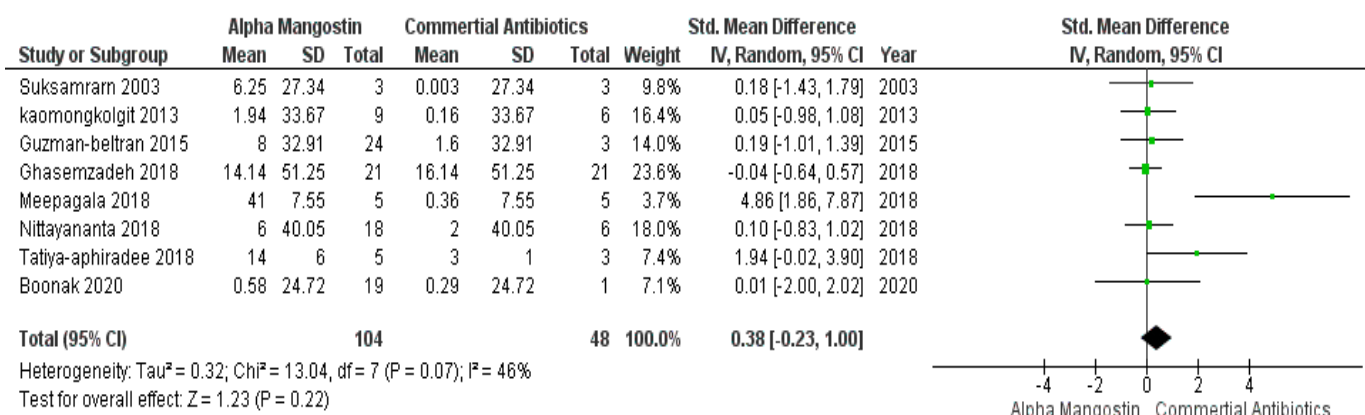 Alpha Mangostin Commertial Antibiotics Std. Mean Difference Std. Mean Difference
Study or Subgroup Mean SD Total Mean SD Total Weight IV, Random, 95% CI Year IV, Random, 95% CI
Suksamrarn 2003 6.25 27.34 3 0.003 27.34 3 9.8% 0.18 [-1.43, 1.79] 2003
kaomongkolgit 2013 1.94 33.67 9 0.16 33.67 6 16.4% 0.05 [-0.98, 1.08] 2013
Guzman-beltran 2015 8 32.91 24 1.6 32.91 3 14.0% 0.19 [-1.01, 1.39] 2015
Ghasemzadeh 2018 14.14 51.25 21 16.14 51.25 21 23.6% -0.04 [-0.64, 0.57] 2018
Meepagala 2018 41 7.55 5 0.36 7.55 5 3.7% 4.86 [1.86, 7.87] 2018
Nittayananta 2018 6 40.05 18 2 40.05 6 18.0% 0.10 [-0.83, 1.02] 2018
Tatiya-aphiradee 2018 14 6 5 3 1 3 7.4% 1.94 [-0.02, 3.90] 2018
Boonak 2020 0.58 24.72 19 0.29 24.72 1 7.1% 0.01 [-2.00, 2.02] 2020
Total (95% CI) 104 48 100.0% 0.38 [-0.23, 1.00]
Heterogeneity: Tau² = 0.32; Chi² = 13.04, df = 7 (P = 0.07); I² = 46%
Test for overall effect: Z = 1.23 (P = 0.22)
-4 -2 0 2 4
Alpha Mangostin Commertial Antibiotics